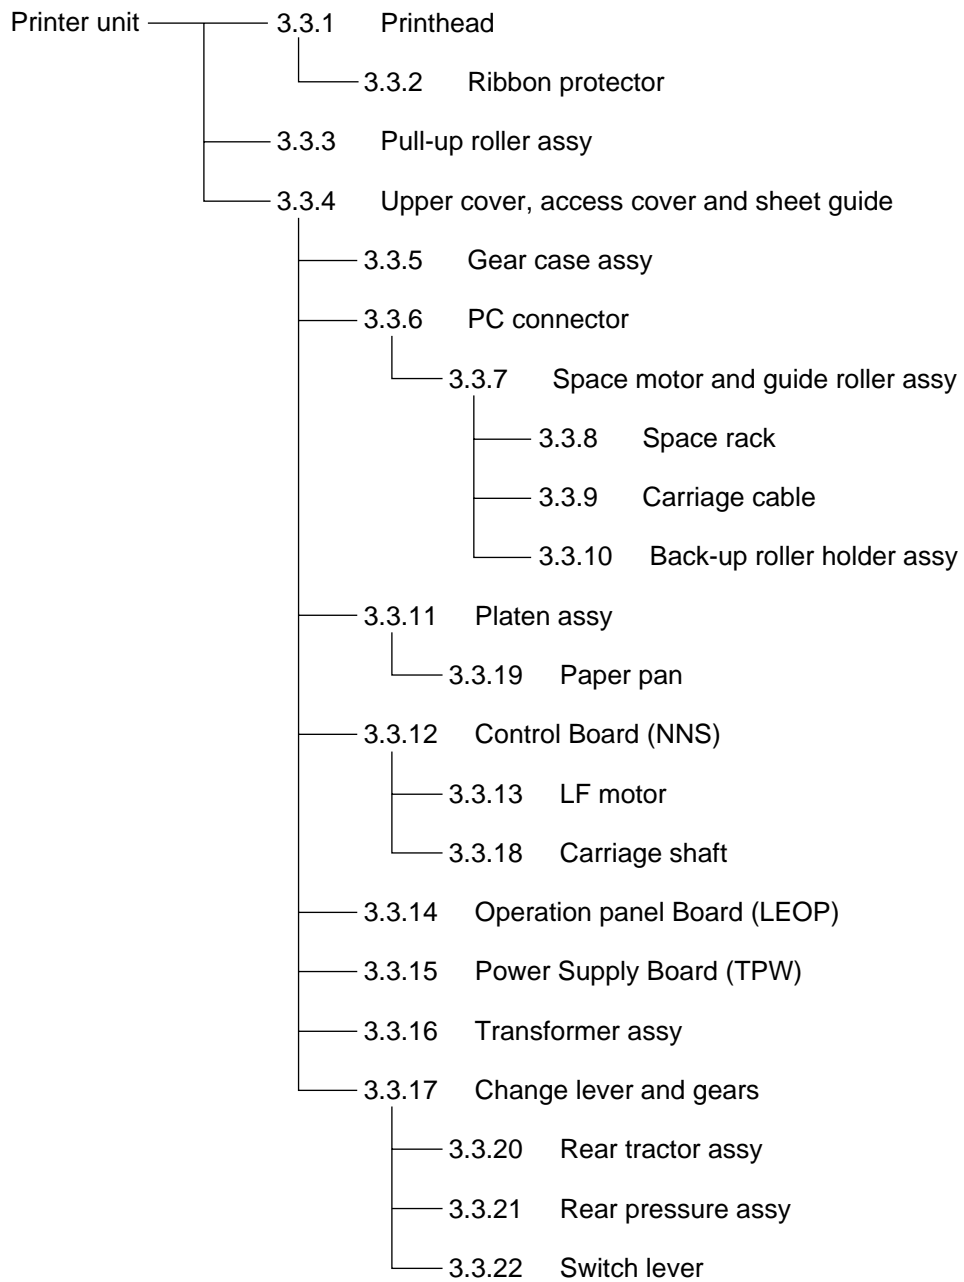 Printer unit 3.3.1 Printhead
3.3.2 Ribbon protector
3.3.3 Pull-up roller assy
3.3.4 Upper cover, access cover and sheet guide
3.3.5 Gear case assy
3.3.6 PC connector
3.3.7 Space motor and guide roller assy
3.3.8 Space rack
3.3.9 Carriage cable
3.3.10 Back-up roller holder assy
3.3.11 Platen assy
3.3.19 Paper pan
3.3.12 Control Board (NNS)
3.3.13 LF motor
3.3.18 Carriage shaft
3.3.14 Operation panel Board (LEOP)
3.3.15 Power Supply Board (TPW)
3.3.16 Transformer assy
3.3.17 Change lever and gears
3.3.20 Rear tractor assy
3.3.21 Rear pressure assy
3.3.22 Switch lever